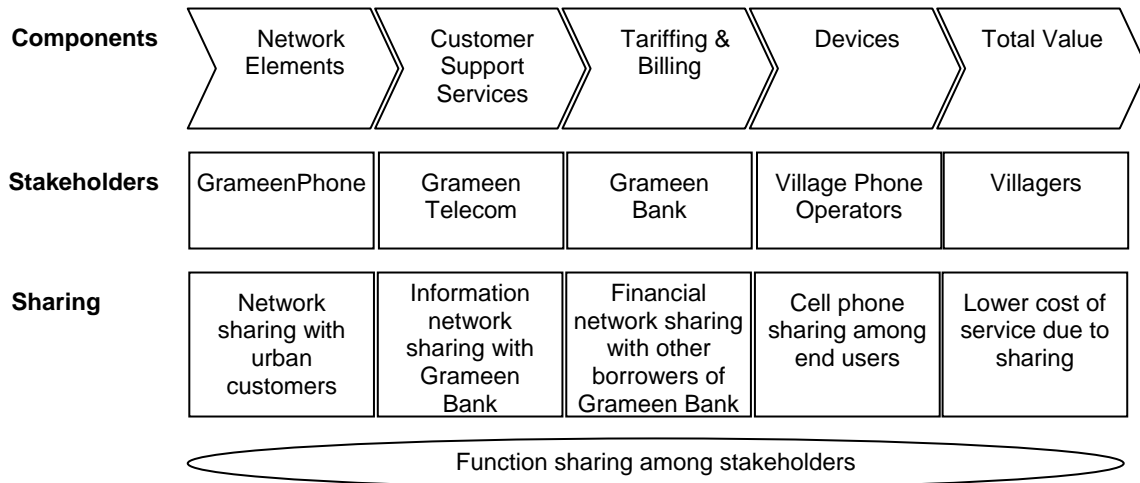 Components
Network
Elements
Customer
Support
Services
Tariffing &
Billing
Devices
Total Value
Stakeholders
GrameenPhone
Grameen
Telecom
Grameen
Bank
Village Phone
Operators
Villagers
Sharing
Network
sharing with
urban
customers
Information
network
sharing with
Grameen
Bank
Financial
network sharing
with other
borrowers of
Grameen Bank
Cell phone
sharing among
end users
Lower cost of
service due to
sharing
Function sharing among stakeholders